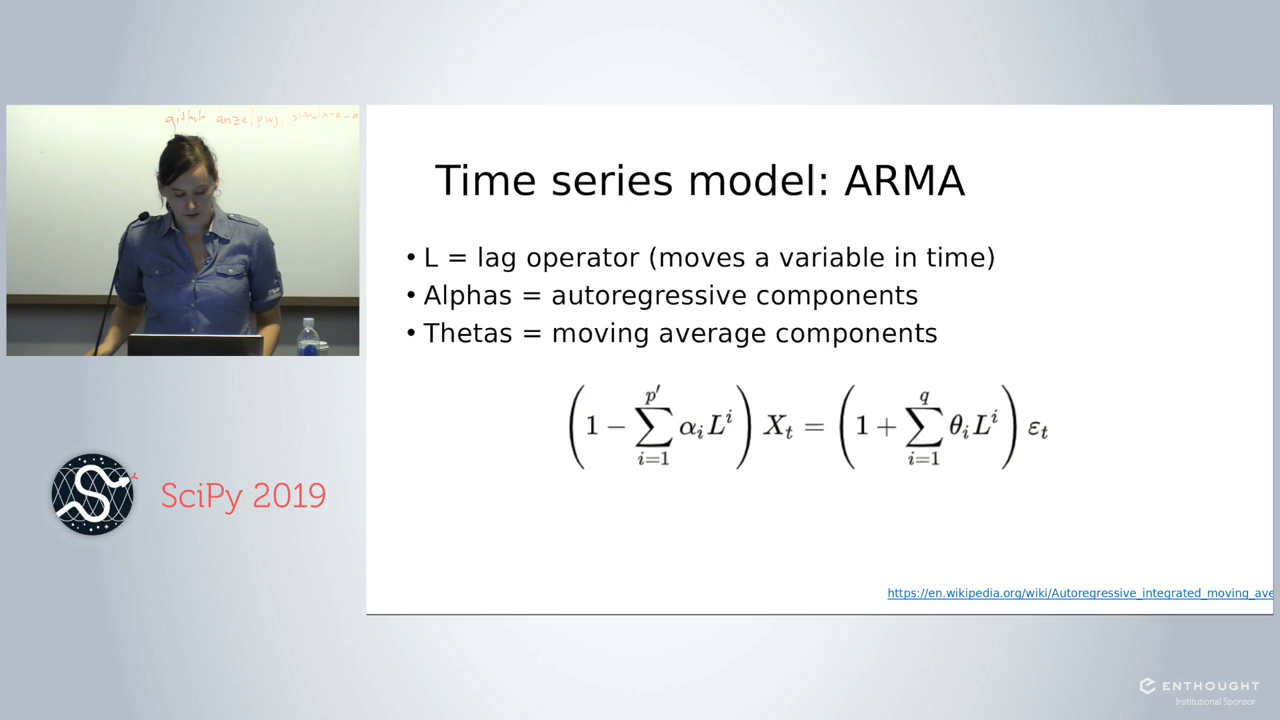 github
Time series model: ARMA
• L = lag operator (moves a variable in time)
• Alphas = autoregressive components
• Thetas = moving average components
(1 − ∑_{i=1}^{p′} α_i L^i) X_t = (1 + ∑_{i=1}^{q} θ_i L^i) ε_t
SciPy 2019
https://en.wikipedia.org/wiki/Autoregressive_integrated_moving_ave
ENTHOUGHT
Institutional Sponsor